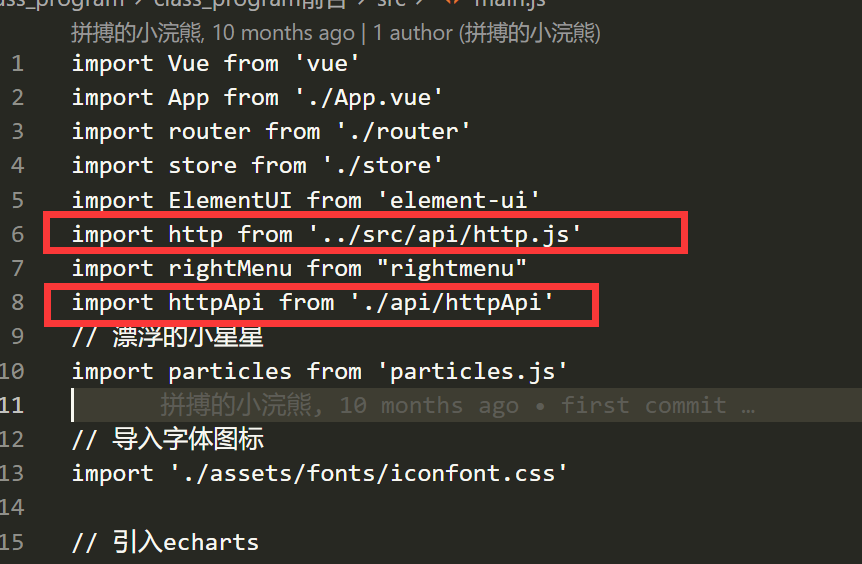 class_program > class_program前台 > src > main.js
拼搏的小浣熊, 10 months ago | 1 author (拼搏的小浣熊)
1 import Vue from 'vue'
2 import App from './App.vue'
3 import router from './router'
4 import store from './store'
5 import ElementUI from 'element-ui'
6 import http from '../src/api/http.js'
7 import rightMenu from "rightmenu"
8 import httpApi from './api/httpApi'
9 // 漂浮的小星星
10 import particles from 'particles.js'
11 拼搏的小浣熊, 10 months ago • first commit …
12 // 导入字体图标
13 import './assets/fonts/iconfont.css'
14
15 // 引入echarts